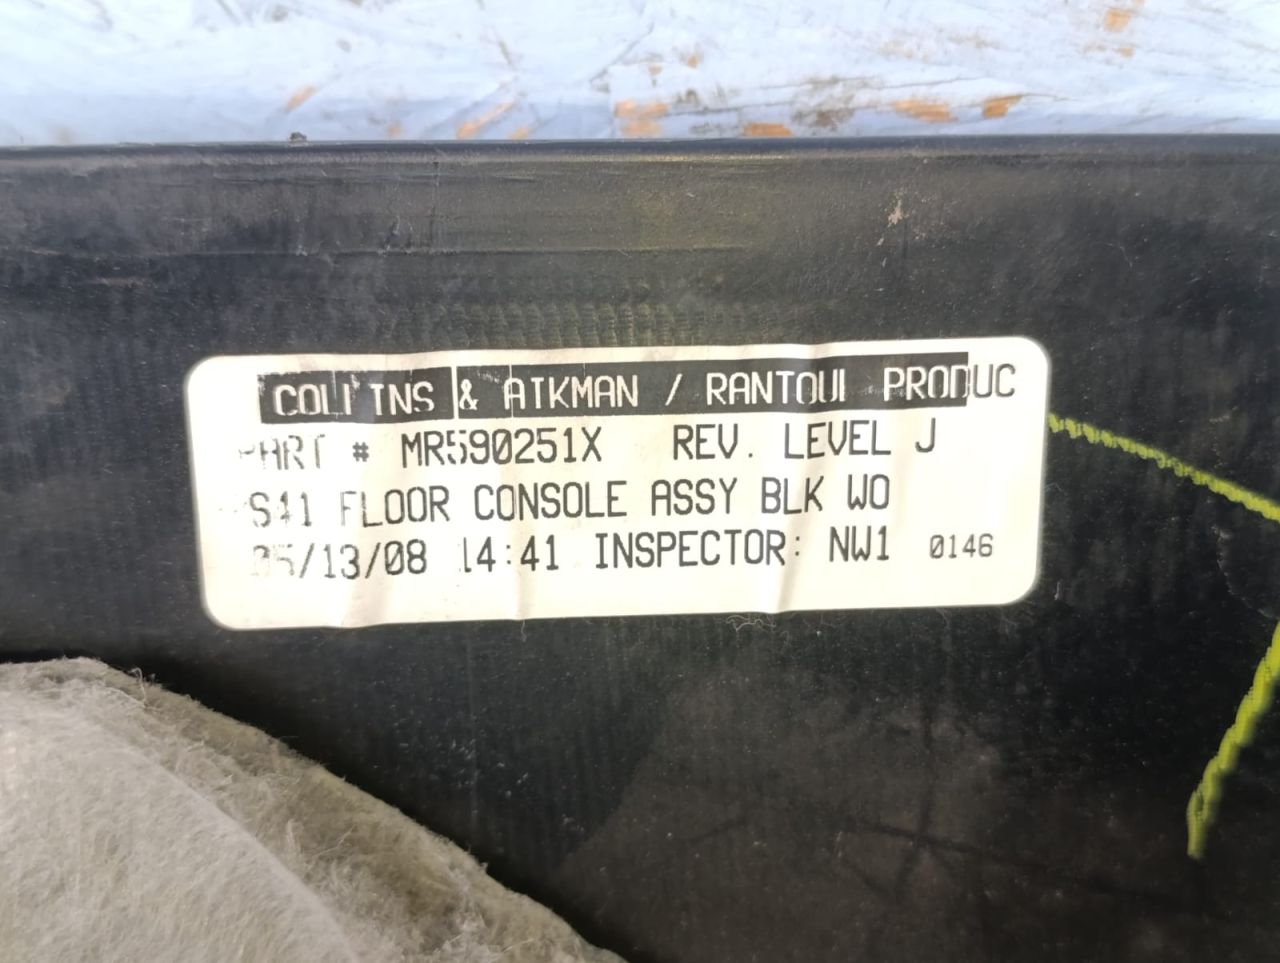 COLLINS & AIKMAN / RANTOUL PRODUC
PART # MR590251X REV. LEVEL J
S41 FLOOR CONSOLE ASSY BLK WO
05/13/08 14:41 INSPECTOR: NW1 0146